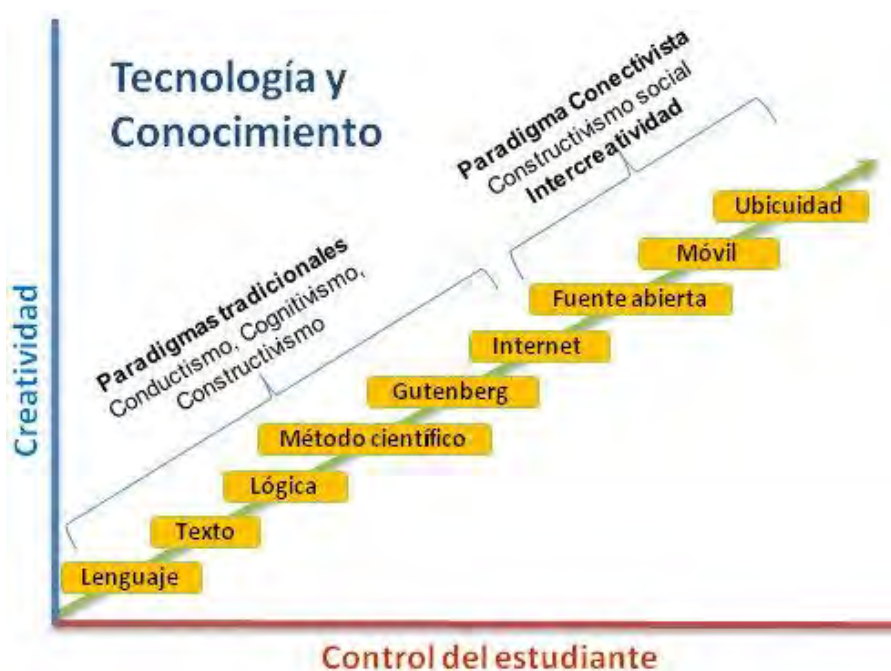 Tecnología y
Conocimiento
Paradigma Conectivista
Constructivismo social
Intercreatividad
Paradigmas tradicionales
Conductismo, Cognitivismo,
Constructivismo
Ubicuidad
Móvil
Fuente abierta
Internet
Gutenberg
Método científico
Lógica
Texto
Lenguaje
Creatividad
Control del estudiante